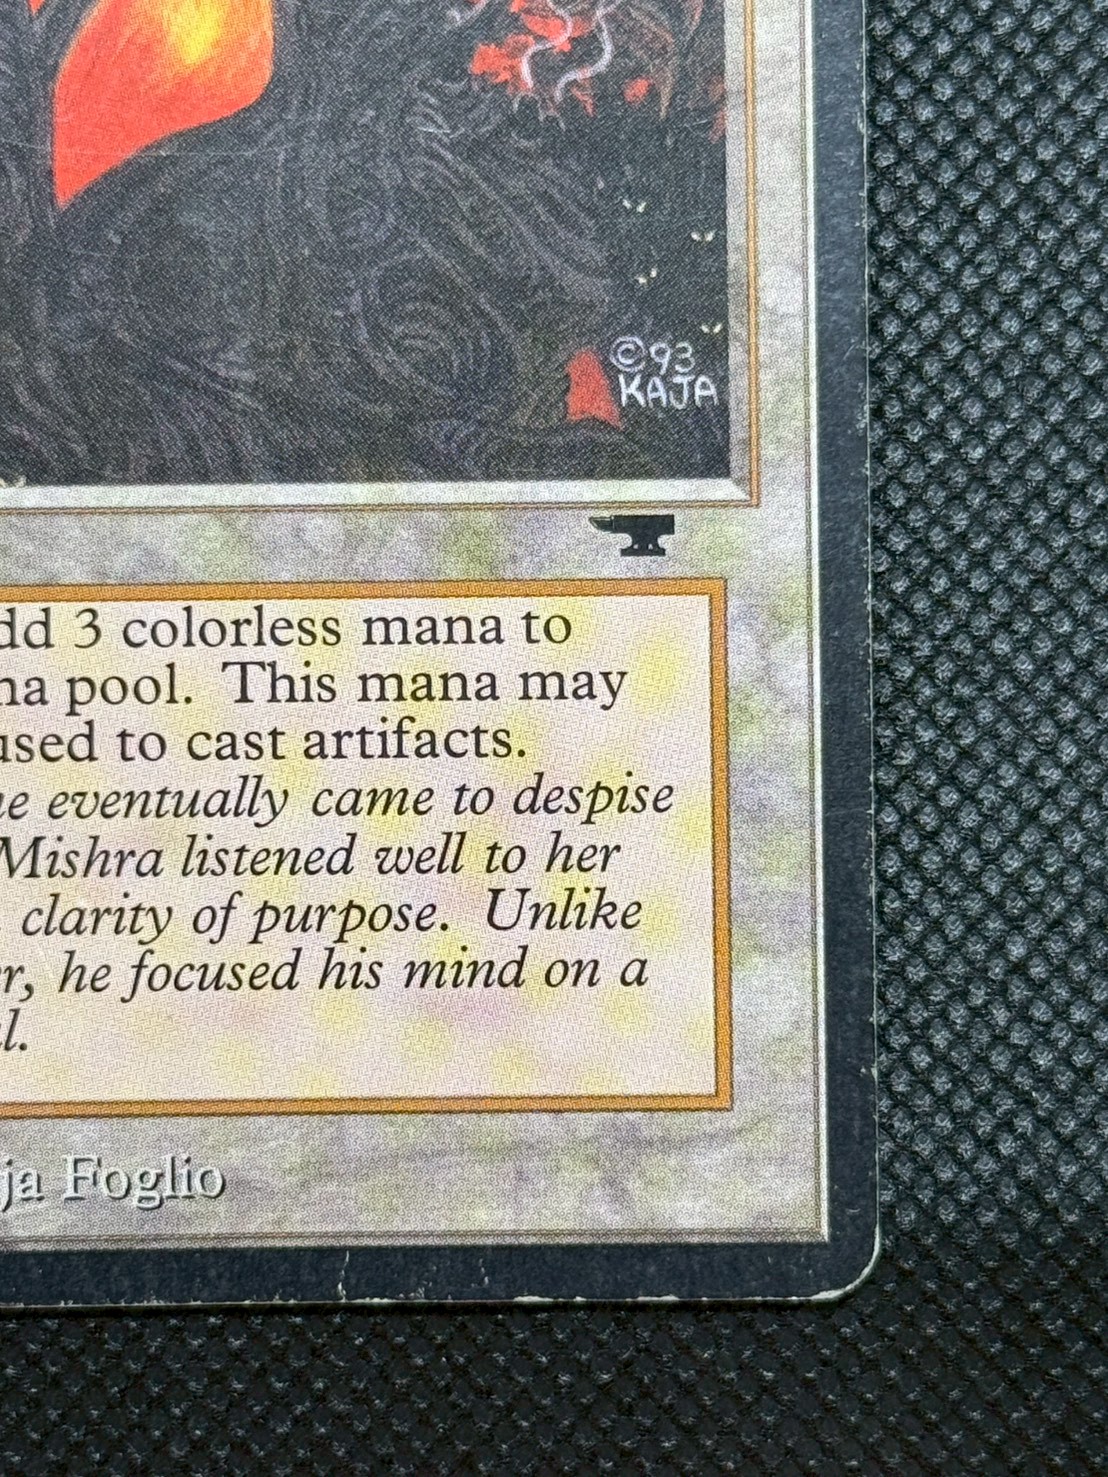 ©93
KAJA
dd 3 colorless mana to
na pool. This mana may
used to cast artifacts.
e eventually came to despise
Mishra listened well to her
clarity of purpose. Unlike
r, he focused his mind on a
l.
ja Foglio